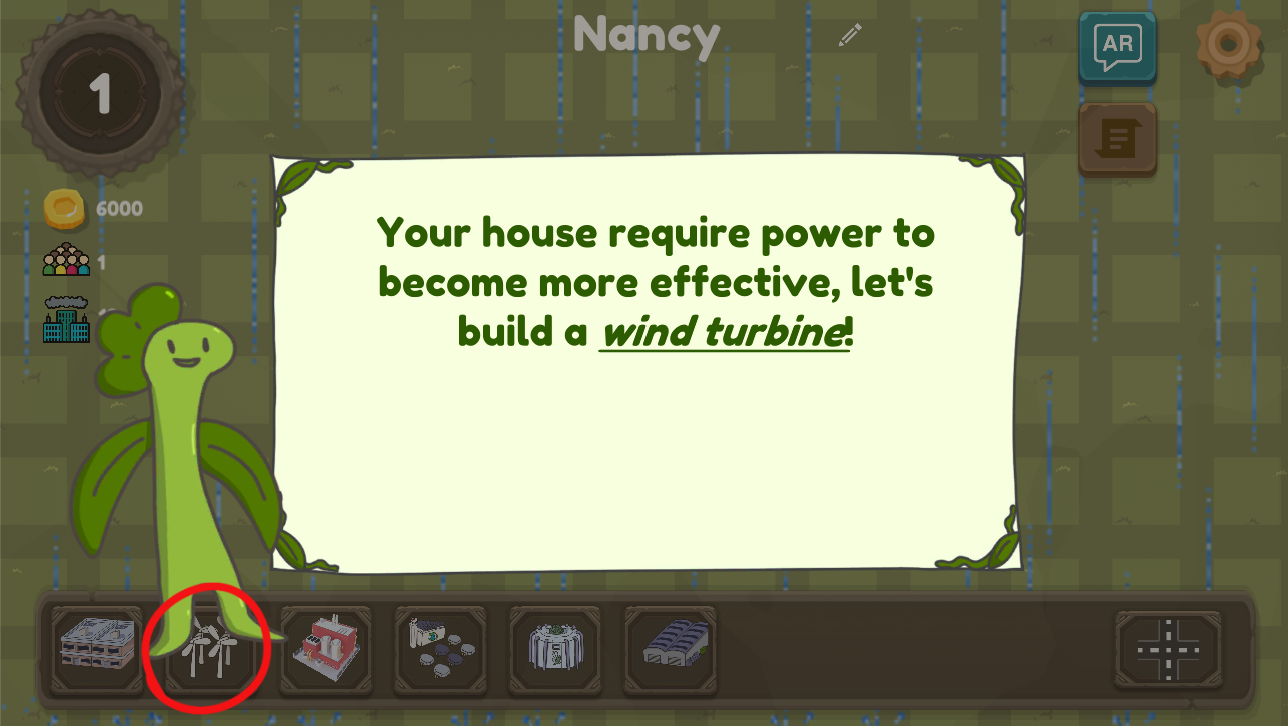 Nancy
1
AR
6000
1
Your house require power to
become more effective, let's
build a wind turbine!